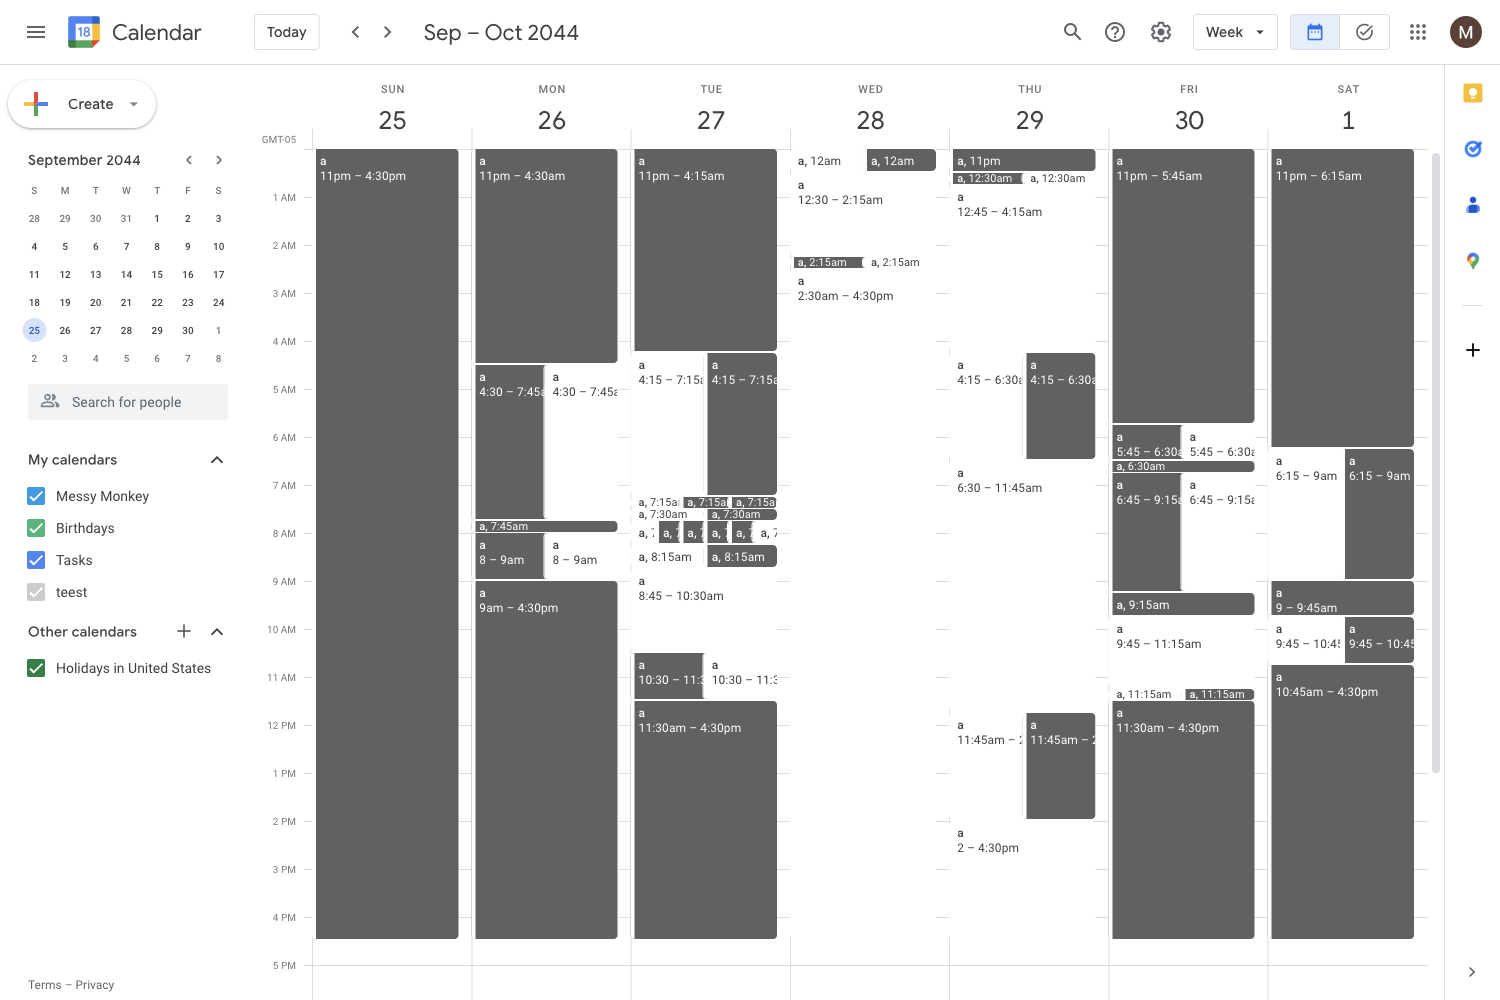 18 Calendar
Today
Sep – Oct 2044
Week
M
Create
September 2044
S M T W T F S
28 29 30 31 1 2 3
4 5 6 7 8 9 10
11 12 13 14 15 16 17
18 19 20 21 22 23 24
25 26 27 28 29 30 1
2 3 4 5 6 7 8
Search for people
My calendars
Messy Monkey
Birthdays
Tasks
teest
Other calendars
Holidays in United States
Terms – Privacy
GMT-05
1 AM
2 AM
3 AM
4 AM
5 AM
6 AM
7 AM
8 AM
9 AM
10 AM
11 AM
12 PM
1 PM
2 PM
3 PM
4 PM
5 PM
SUN
25
a
11pm – 4:30pm
MON
26
a
11pm – 4:30am
a
4:30 – 7:45a
a
4:30 – 7:45a
a, 7:45am
a
8 – 9am
a
8 – 9am
a
9am – 4:30pm
TUE
27
a
11pm – 4:15am
a
4:15 – 7:15a
a
4:15 – 7:15a
a, 7:15a
a, 7:15a
a, 7:15a
a, 7:30am
a, 7:30am
a, 7
a, 7
a, 7
a, 7
a, 7
a, 7
a, 8:15am
a, 8:15am
a
8:45 – 10:30am
a
10:30 – 11:3
a
10:30 – 11:3
a
11:30am – 4:30pm
WED
28
a, 12am
a, 12am
a
12:30 – 2:15am
a, 2:15am
a, 2:15am
a
2:30am – 4:30pm
THU
29
a, 11pm
a, 12:30am
a, 12:30am
a
12:45 – 4:15am
a
4:15 – 6:30a
a
4:15 – 6:30a
a
6:30 – 11:45am
a
11:45am – 2
a
11:45am – 2
a
2 – 4:30pm
FRI
30
a
11pm – 5:45am
a
5:45 – 6:30a
a
5:45 – 6:30a
a, 6:30am
a
6:45 – 9:15a
a
6:45 – 9:15a
a, 9:15am
a
9:45 – 11:15am
a, 11:15am
a, 11:15am
a
11:30am – 4:30pm
SAT
1
a
11pm – 6:15am
a
6:15 – 9am
a
6:15 – 9am
a
9 – 9:45am
a
9:45 – 10:45
a
9:45 – 10:45
a
10:45am – 4:30pm